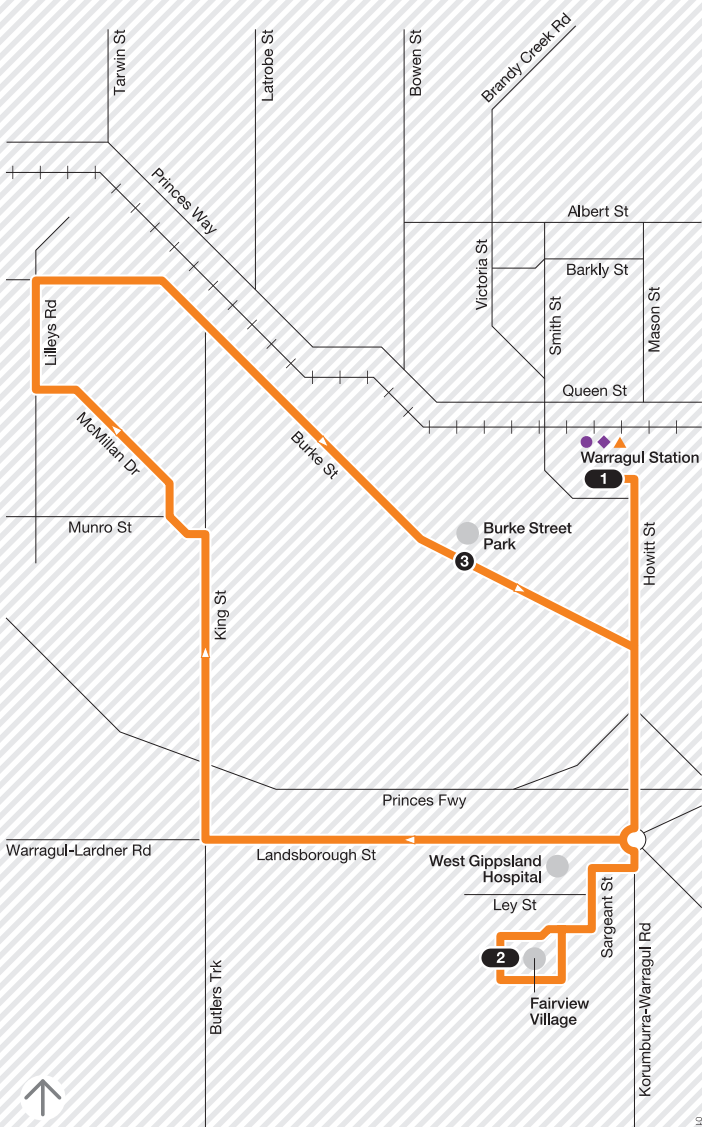 Tarwin St
Latrobe St
Bowen St
Brandy Creek Rd
Princes Way
Albert St
Victoria St
Barkly St
Smith St
Mason St
Lilleys Rd
Queen St
McMillan Dr
Burke St
Warragul Station
1
Munro St
Burke Street
Park
3
Howitt St
King St
Princes Fwy
Warragul-Lardner Rd
Landsborough St
West Gippsland
Hospital
Ley St
Sargeant St
2
Fairview
Village
Butlers Trk
Korumburra-Warragul Rd